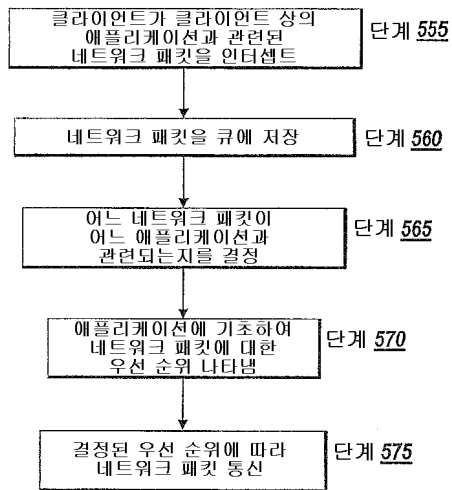 클라이언트가 클라이언트 상의
애플리케이션과 관련된
네트워크 패킷을 인터셉트
단계 555
네트워크 패킷을 큐에 저장
단계 560
어느 네트워크 패킷이
어느 애플리케이션과
관련되는지를 결정
단계 565
애플리케이션에 기초하여
네트워크 패킷에 대한
우선 순위 나타냄
단계 570
결정된 우선 순위에 따라
네트워크 패킷 통신
단계 575